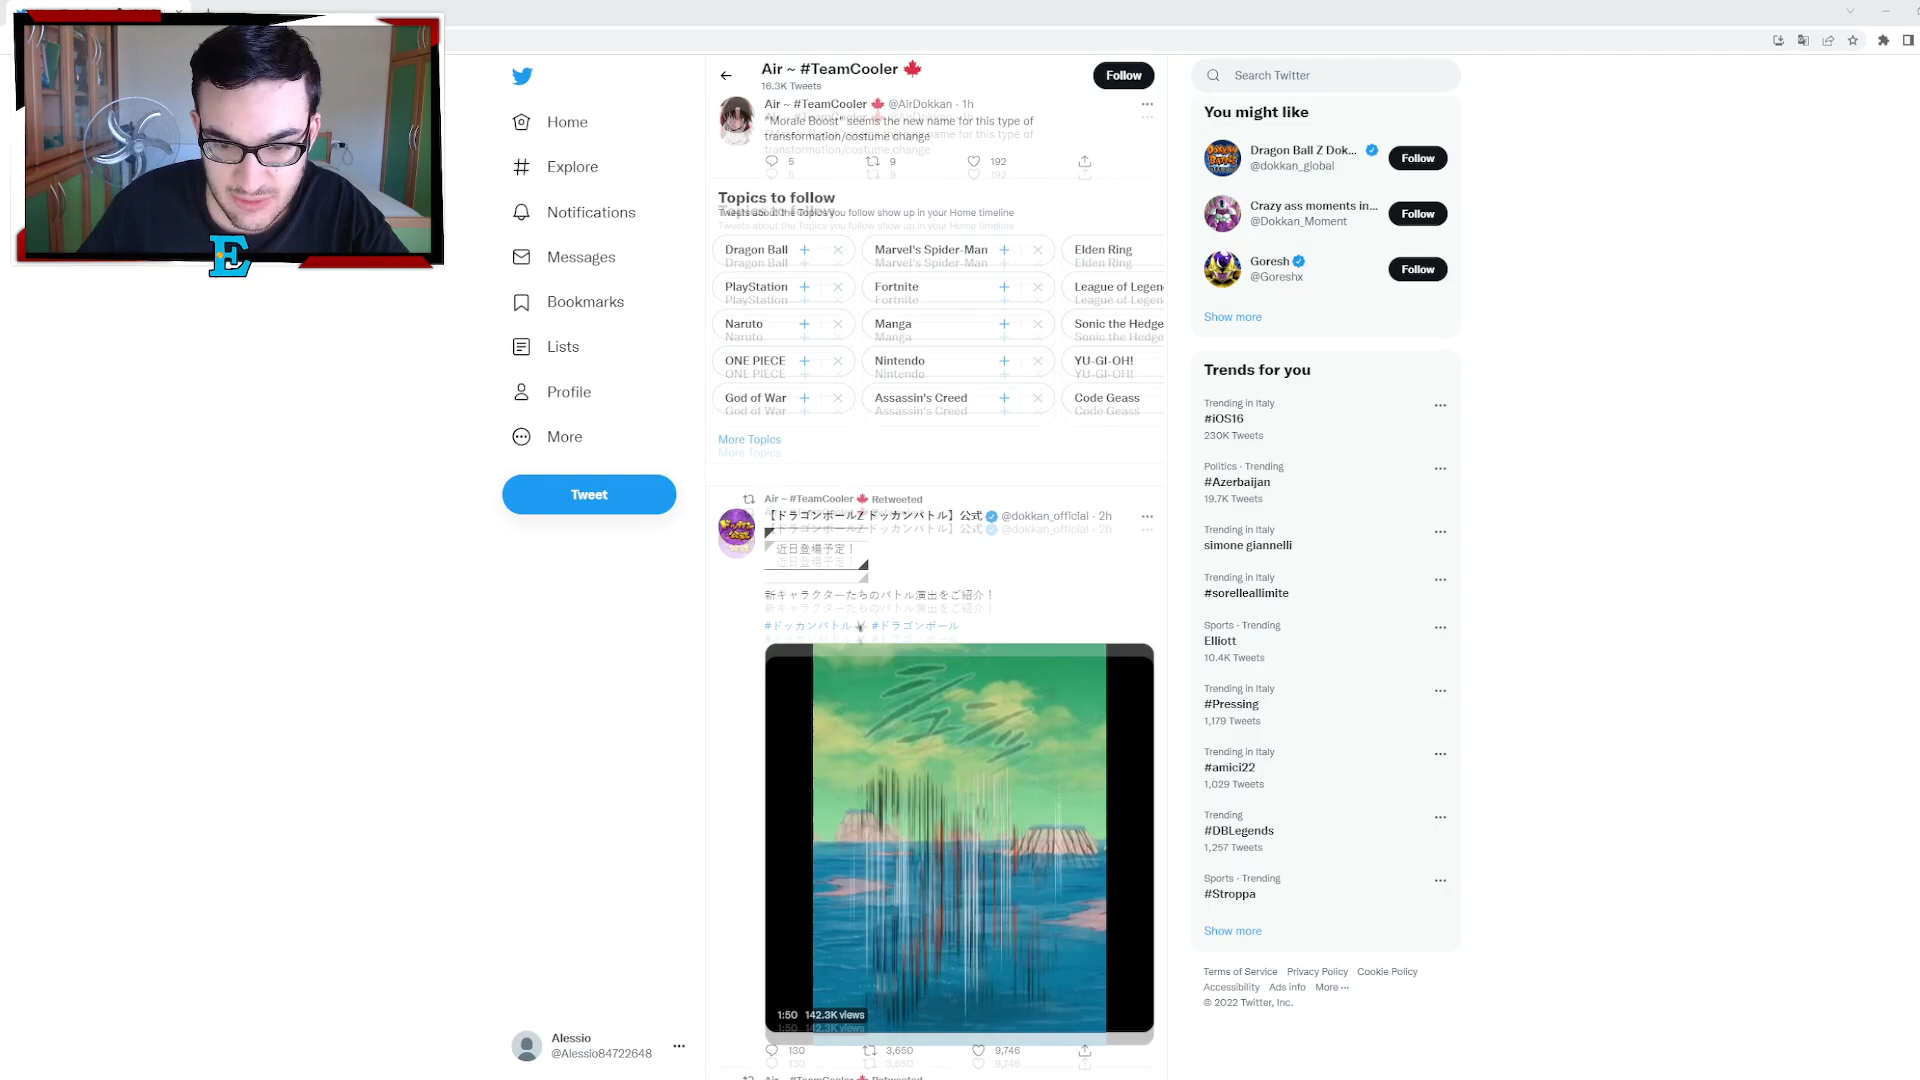 E
Home
Explore
Notifications
Messages
Bookmarks
Lists
Profile
More
Tweet
Alessio
@Alessio84722648
Air ~ #TeamCooler 🍁
16.3K Tweets
Follow
Air ~ #TeamCooler 🍁 @AirDokkan · 1h
"Morale Boost" seems the new name for this type of
transformation/costume change
5 9 192
Topics to follow
Tweets about the Topics you follow show up in your Home timeline
Dragon Ball Marvel's Spider-Man Elden Ring
PlayStation Fortnite League of Legen
Naruto Manga Sonic the Hedge
ONE PIECE Nintendo YU-GI-OH!
God of War Assassin's Creed Code Geass
More Topics
Air ~ #TeamCooler 🍁 Retweeted
【ドラゴンボールZ ドッカンバトル】公式 @dokkan_official · 2h
近日登場予定！
新キャラクターたちのバトル演出をご紹介！
#ドッカンバトル #ドラゴンボール
1:50 142.3K views
130 3,650 9,746
Air ~ #TeamCooler 🍁 Retweeted
Search Twitter
You might like
Dragon Ball Z Dok...
@dokkan_global
Follow
Crazy ass moments in...
@Dokkan_Moment
Follow
Goresh
@Goreshx
Follow
Show more
Trends for you
Trending in Italy
#iOS16
230K Tweets
Politics · Trending
#Azerbaijan
19.7K Tweets
Trending in Italy
simone giannelli
Trending in Italy
#sorelleallimite
Sports · Trending
Elliott
10.4K Tweets
Trending in Italy
#Pressing
1,179 Tweets
Trending in Italy
#amici22
1,029 Tweets
Trending
#DBLegends
1,257 Tweets
Sports · Trending
#Stroppa
Show more
Terms of Service Privacy Policy Cookie Policy
Accessibility Ads info More ···
© 2022 Twitter, Inc.